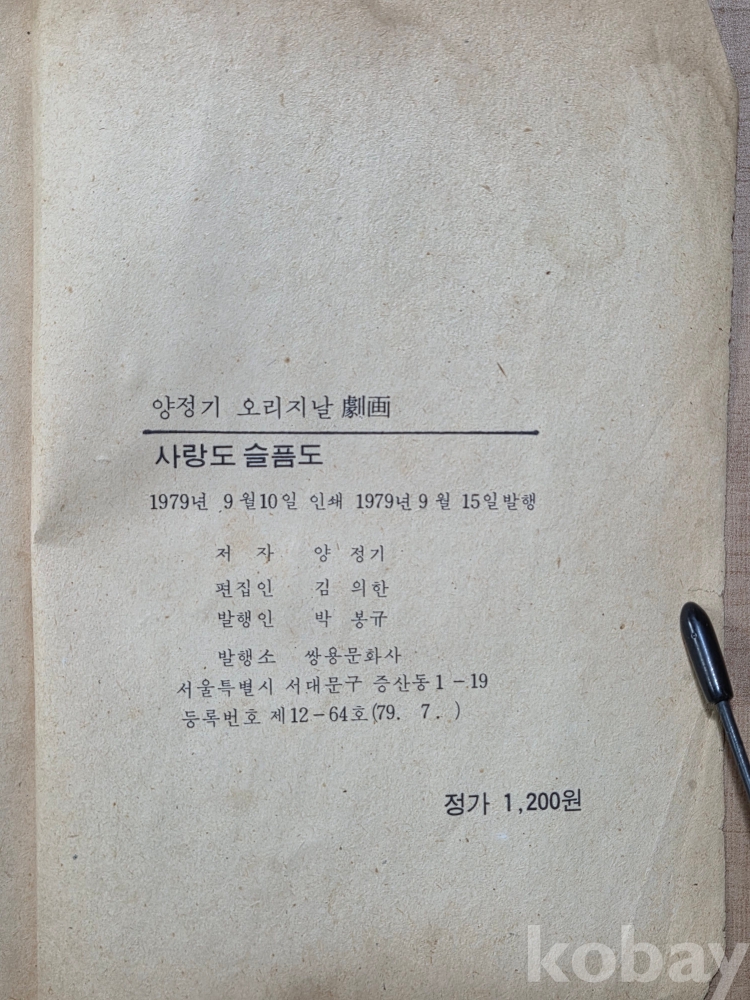 양정기 오리지날 劇画
사랑도 슬픔도
1979년 9월10일 인쇄 1979년 9월 15일발행
저 자 양 정기
편집인 김 의한
발행인 박 봉규
발행소 쌍용문화사
서울특별시 서대문구 증산동 1-19
등록번호 제12-64호(79. 7. )
정가 1,200원
kobay